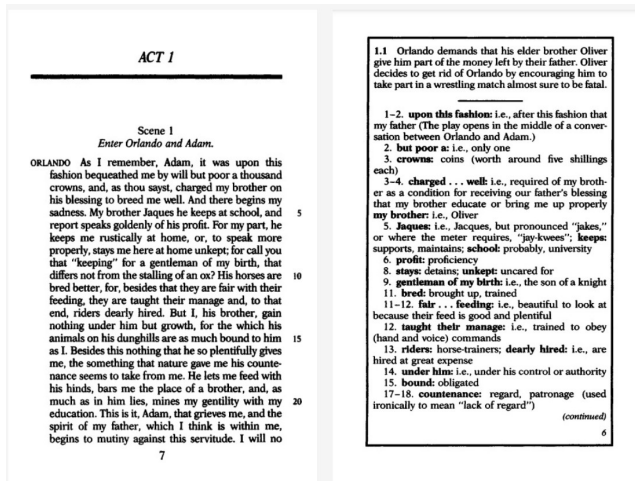 ACT 1
Scene 1
Enter Orlando and Adam.
ORLANDO As I remember, Adam, it was upon this
fashion bequeathed me by will but poor a thousand
crowns, and, as thou sayst, charged my brother on
his blessing to breed me well. And there begins my
sadness. My brother Jaques he keeps at school, and 5
report speaks goldenly of his profit. For my part, he
keeps me rustically at home, or, to speak more
properly, stays me here at home unkept; for call you
that “keeping” for a gentleman of my birth, that
differs not from the stalling of an ox? His horses are 10
bred better, for, besides that they are fair with their
feeding, they are taught their manage and, to that
end, riders dearly hired. But I, his brother, gain
nothing under him but growth, for the which his
animals on his dunghills are as much bound to him 15
as I. Besides this nothing that he so plentifully gives
me, the something that nature gave me his counte-
nance seems to take from me. He lets me feed with
his hinds, bars me the place of a brother, and, as
much as in him lies, mines my gentility with my 20
education. This is it, Adam, that grieves me, and the
spirit of my father, which I think is within me,
begins to mutiny against this servitude. I will no
7
1.1 Orlando demands that his elder brother Oliver
give him part of the money left by their father. Oliver
decides to get rid of Orlando by encouraging him to
take part in a wrestling match almost sure to be fatal.
1–2. upon this fashion: i.e., after this fashion that
my father (The play opens in the middle of a conver-
sation between Orlando and Adam.)
2. but poor a: i.e., only one
3. crowns: coins (worth around five shillings
each)
3–4. charged . . . well: i.e., required of my broth-
er as a condition for receiving our father’s blessing
that my brother educate or bring me up properly
my brother: i.e., Oliver
5. Jaques: i.e., Jacques, but pronounced “jakes,”
or where the meter requires, “jay-kwees”; keeps:
supports, maintains; school: probably, university
6. profit: proficiency
8. stays: detains; unkept: uncared for
9. gentleman of my birth: i.e., the son of a knight
11. bred: brought up, trained
11–12. fair . . . feeding: i.e., beautiful to look at
because their feed is good and plentiful
12. taught their manage: i.e., trained to obey
(hand and voice) commands
13. riders: horse-trainers; dearly hired: i.e., are
hired at great expense
14. under him: i.e., under his control or authority
15. bound: obligated
17–18. countenance: regard, patronage (used
ironically to mean “lack of regard”)
(continued)
6